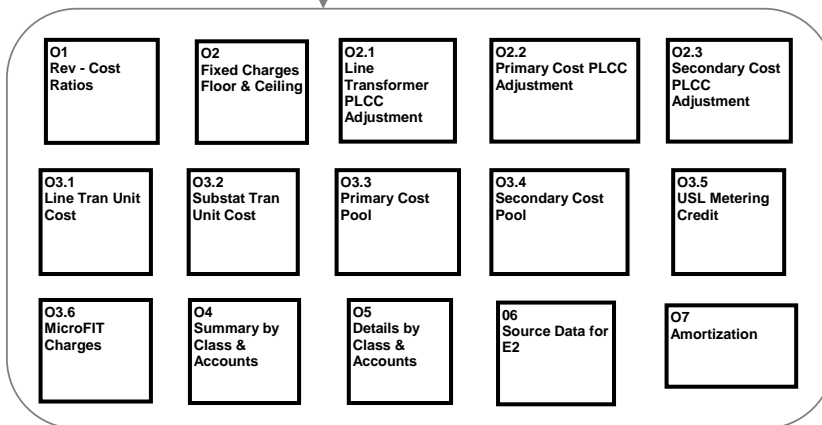 O1
Rev - Cost
Ratios
O2
Fixed Charges
Floor & Ceiling
O2.1
Line
Transformer
PLCC
Adjustment
O2.2
Primary Cost PLCC
Adjustment
O2.3
Secondary Cost
PLCC
Adjustment
O3.1
Line Tran Unit
Cost
O3.2
Substat Tran
Unit Cost
O3.3
Primary Cost
Pool
O3.4
Secondary Cost
Pool
O3.5
USL Metering
Credit
O3.6
MicroFIT
Charges
O4
Summary by
Class &
Accounts
O5
Details by
Class &
Accounts
06
Source Data for
E2
O7
Amortization